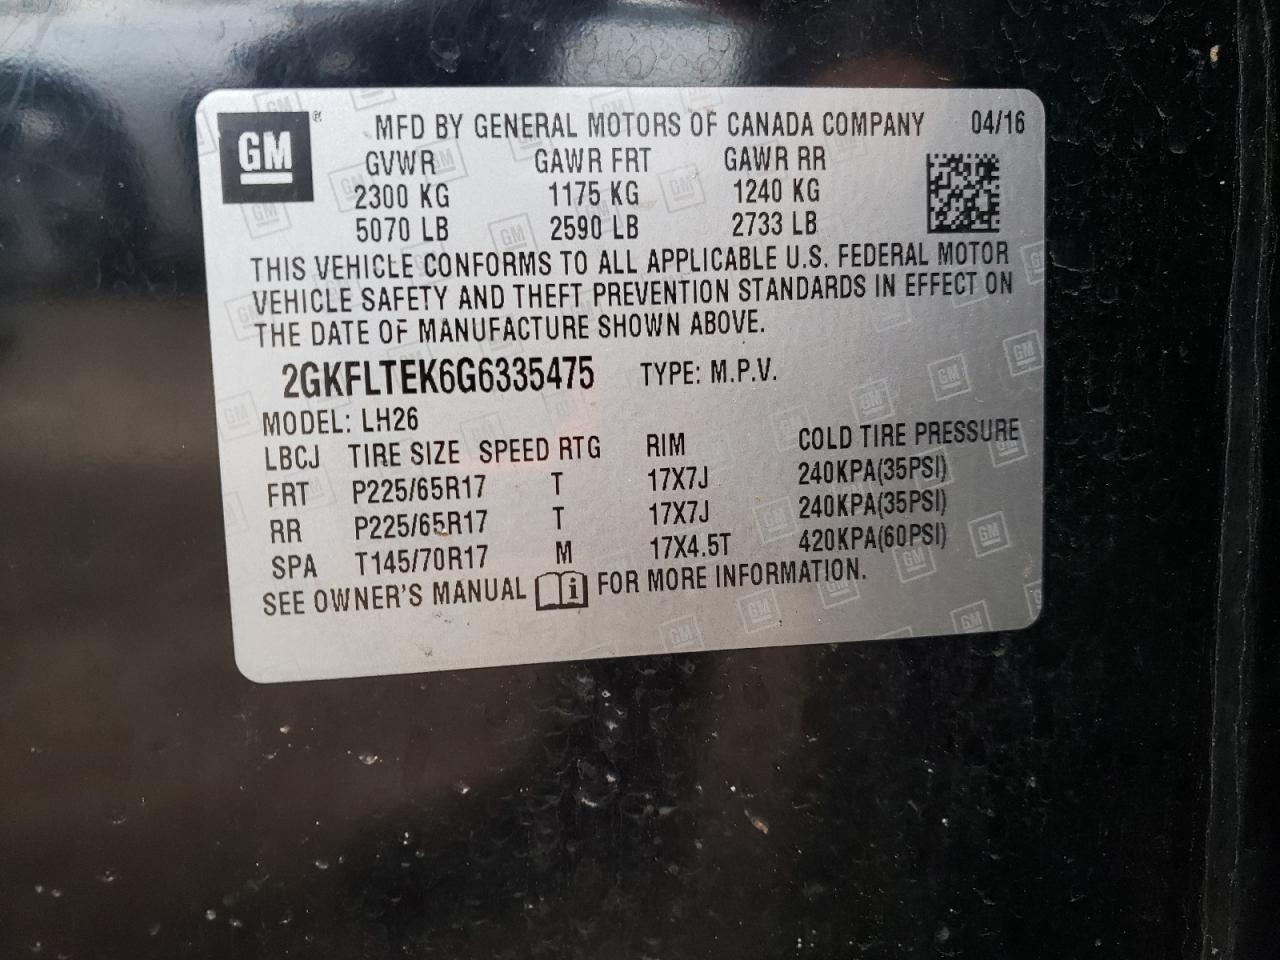 GM ® MFD BY GENERAL MOTORS OF CANADA COMPANY 04/16
GVWR GAWR FRT GAWR RR
2300 KG 1175 KG 1240 KG
5070 LB 2590 LB 2733 LB
THIS VEHICLE CONFORMS TO ALL APPLICABLE U.S. FEDERAL MOTOR
VEHICLE SAFETY AND THEFT PREVENTION STANDARDS IN EFFECT ON
THE DATE OF MANUFACTURE SHOWN ABOVE.
2GKFLTEK6G6335475 TYPE: M.P.V.
MODEL: LH26
LBCJ TIRE SIZE SPEED RTG RIM COLD TIRE PRESSURE
FRT P225/65R17 T 17X7J 240KPA(35PSI)
RR P225/65R17 T 17X7J 240KPA(35PSI)
SPA T145/70R17 M 17X4.5T 420KPA(60PSI)
SEE OWNER'S MANUAL i FOR MORE INFORMATION.